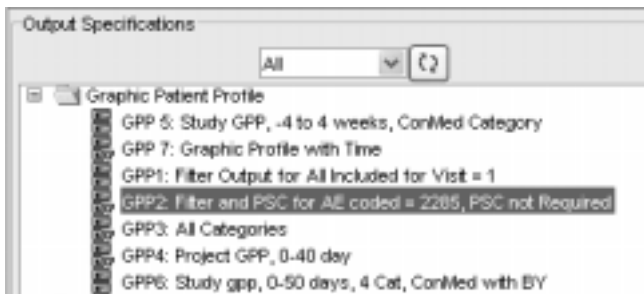 Output Specifications
All
Graphic Patient Profile
GPP 5: Study GPP, -4 to 4 weeks, ConMed Category
GPP 7: Graphic Profile with Time
GPP1: Filter Output for All Included for Visit = 1
GPP2: Filter and PSC for AE coded = 2285, PSC not Required
GPP3: All Categories
GPP4: Project GPP, 0-40 day
GPP6: Study gpp, 0-50 days, 4 Cat, ConMed with BY